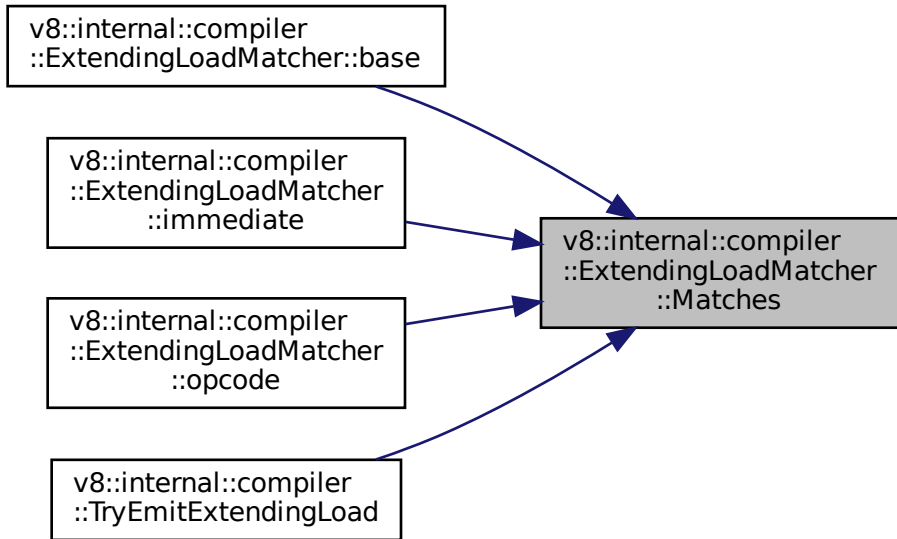 v8::internal::compiler
::ExtendingLoadMatcher::base
v8::internal::compiler
::ExtendingLoadMatcher
::immediate
v8::internal::compiler
::ExtendingLoadMatcher
::opcode
v8::internal::compiler
::TryEmitExtendingLoad
v8::internal::compiler
::ExtendingLoadMatcher
::Matches